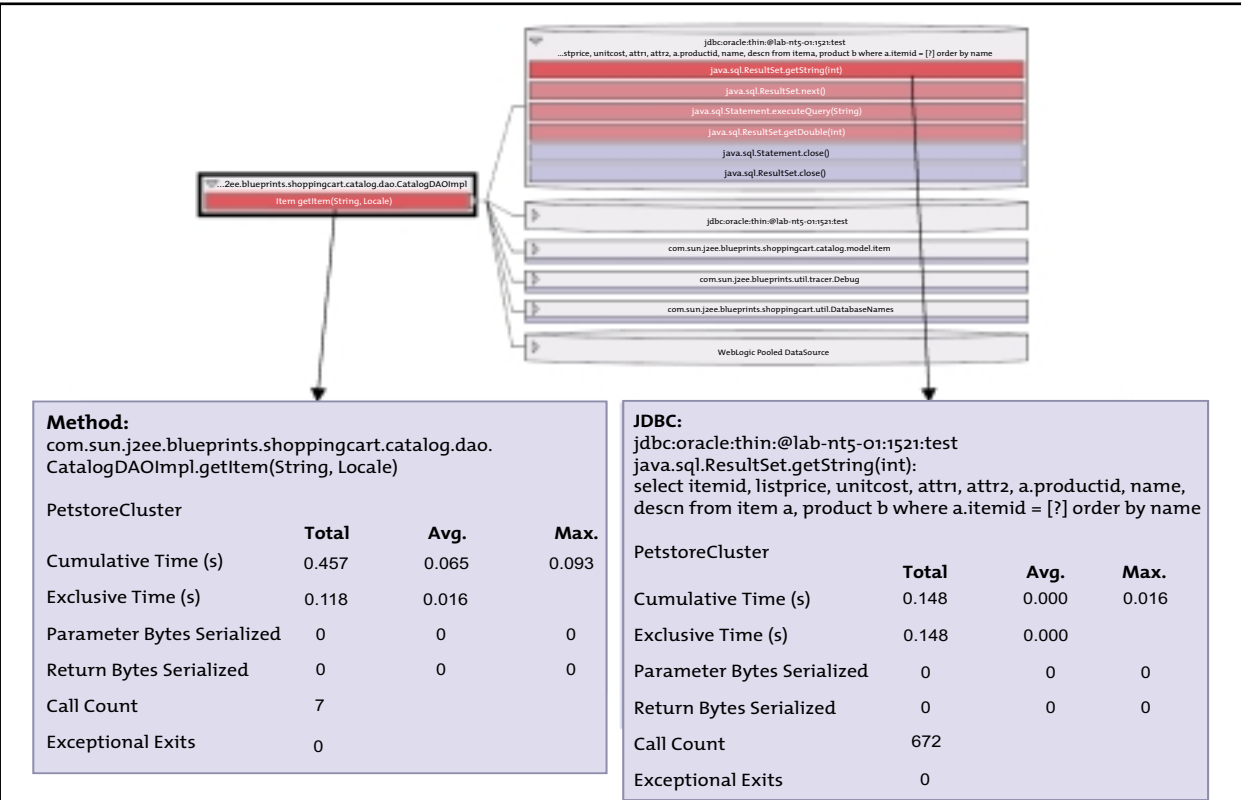 jdbc:oracle:thin:@lab-nt5-01:1521:test
...stprice, unitcost, attr1, attr2, a.productid, name, descn from itema, product b where a.itemid = [?] order by name
java.sql.ResultSet.getString(int)
java.sql.ResultSet.next()
java.sql.Statement.executeQuery(String)
java.sql.ResultSet.getDouble(int)
java.sql.Statement.close()
java.sql.ResultSet.close()
...2ee.blueprints.shoppingcart.catalog.dao.CatalogDAOImpl
Item getItem(String, Locale)
jdbc:oracle:thin:@lab-nt5-01:1521:test
com.sun.j2ee.blueprints.shoppingcart.catalog.model.item
com.sun.j2ee.blueprints.util.tracer.Debug
com.sun.j2ee.blueprints.shoppingcart.util.DatabaseNames
WebLogic Pooled DataSource
Method:
com.sun.j2ee.blueprints.shoppingcart.catalog.dao.
CatalogDAOImpl.getItem(String, Locale)
PetstoreCluster
Total Avg. Max.
Cumulative Time (s) 0.457 0.065 0.093
Exclusive Time (s) 0.118 0.016
Parameter Bytes Serialized 0 0 0
Return Bytes Serialized 0 0 0
Call Count 7
Exceptional Exits 0
JDBC:
jdbc:oracle:thin:@lab-nt5-01:1521:test
java.sql.ResultSet.getString(int):
select itemid, listprice, unitcost, attr1, attr2, a.productid, name,
descn from item a, product b where a.itemid = [?] order by name
PetstoreCluster
Total Avg. Max.
Cumulative Time (s) 0.148 0.000 0.016
Exclusive Time (s) 0.148 0.000
Parameter Bytes Serialized 0 0 0
Return Bytes Serialized 0 0 0
Call Count 672
Exceptional Exits 0